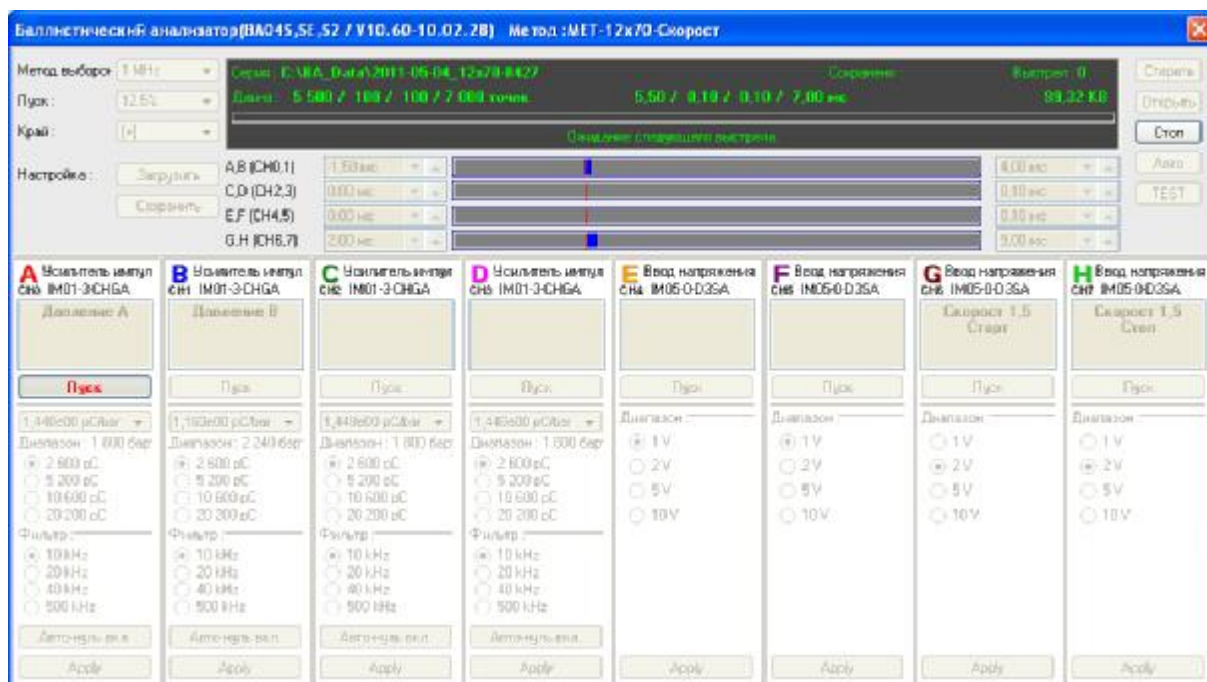 Баллистический анализатор(BA04S,SE,S2 / V10.60-10.02.28) Метод :МЕТ-12x70-Скорост
Метод выборок 1 MHz
Пуск : 12.5%
Край : [+]
Серия : C:\BA_Data\2011-05-04_12x70-R427 Сохранено Выстрел : 0
Длина : 5 500 / 100 / 100 / 7 000 точек 5,50 / 0,10 / 0,10 / 7,00 мс 99,32 KB
Ожидание следующего выстрела
Стереть
Открыть
Стоп
Авто
TEST
Настройка : Загрузить
Сохранить
A,B (CH0,1) -1,50 мс 4,00 мс
C,D (CH2,3) 0,00 мс 0,10 мс
E,F (CH4,5) 0,00 мс 0,10 мс
G,H (CH6,7) 2,00 мс 9,00 мс
A Усилитель импул
CH0 IM01-3-CHGA
Давление A
Пуск
1,449e00 pC/bar
Диапазон : 1 800 бар
2 600 pC
5 200 pC
10 600 pC
20 200 pC
Фильтр :
10 kHz
20 kHz
40 kHz
500 kHz
Авто-нуль вкл
Apply
B Усилитель импул
CH1 IM01-3-CHGA
Давление B
Пуск
pC/bar
Диапазон : 2 240 бар
2 600 pC
5 200 pC
10 600 pC
20 200 pC
Фильтр :
10 kHz
20 kHz
40 kHz
500 kHz
Авто-нуль вкл
Apply
C Усилитель импул
CH2 IM01-3-CHGA
Пуск
1,449e00 pC/bar
Диапазон : 1 800 бар
2 600 pC
5 200 pC
10 600 pC
20 200 pC
Фильтр :
10 kHz
20 kHz
40 kHz
500 kHz
Авто-нуль вкл
Apply
D Усилитель импул
CH3 IM01-3-CHGA
Пуск
1,449e00 pC/bar
Диапазон : 1 800 бар
2 600 pC
5 200 pC
10 600 pC
20 200 pC
Фильтр :
10 kHz
20 kHz
40 kHz
500 kHz
Авто-нуль вкл
Apply
E Ввод напряжения
CH4 IM05-0-D3SA
Пуск
Диапазон :
1 V
2 V
5 V
10 V
Apply
F Ввод напряжения
CH5 IM05-0-D3SA
Пуск
Диапазон :
1 V
2 V
5 V
10 V
Apply
G Ввод напряжения
CH6 IM05-0-D3SA
Скорост 1,5
Старт
Пуск
Диапазон :
1 V
2 V
5 V
10 V
Apply
H Ввод напряжения
CH7 IM05-0-D3SA
Скорост 1,5
Стоп
Пуск
Диапазон :
1 V
2 V
5 V
10 V
Apply